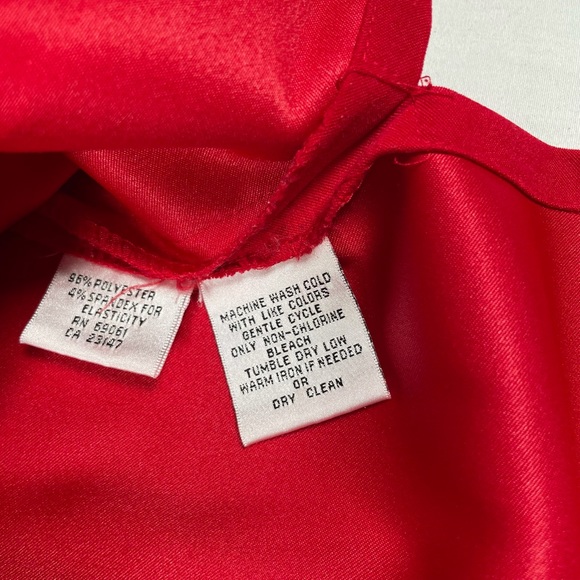 96% POLYESTER
4% SPANDEX FOR
ELASTICITY
RN 69061
CA 23147
MACHINE WASH COLD
WITH LIKE COLORS
GENTLE CYCLE
ONLY NON-CHLORINE
BLEACH
TUMBLE DRY LOW
WARM IRON IF NEEDED
OR
DRY CLEAN